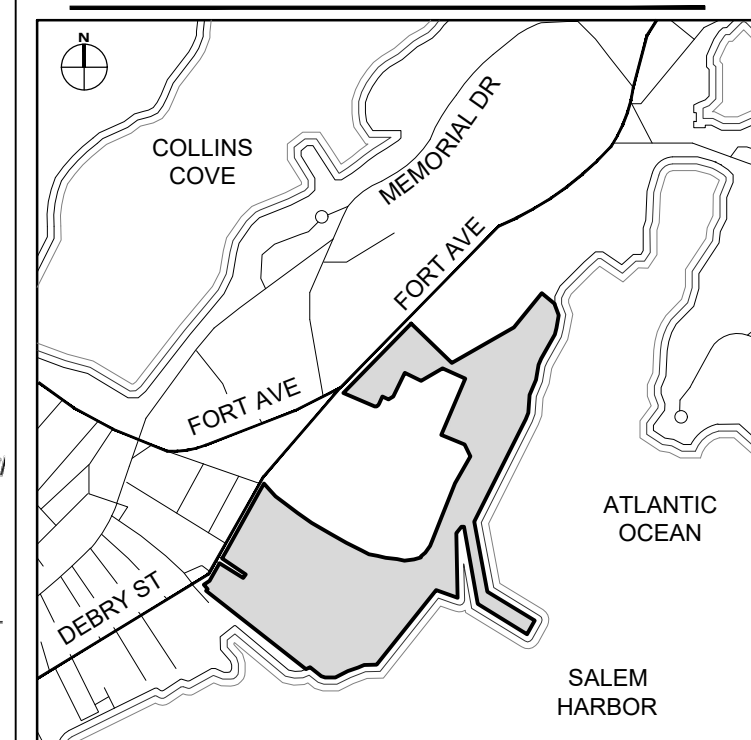 N
COLLINS
COVE
MEMORIAL DR
FORT AVE
FORT AVE
DEBRY ST
ATLANTIC
OCEAN
SALEM
HARBOR